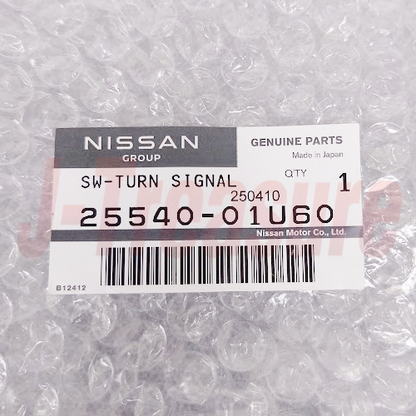 NISSAN
GROUP
GENUINE PARTS
Made in Japan
SW-TURN SIGNAL
QTY
1
250410
25540-01U60
Nissan Motor Co., Ltd.
B12412
J-Treasure